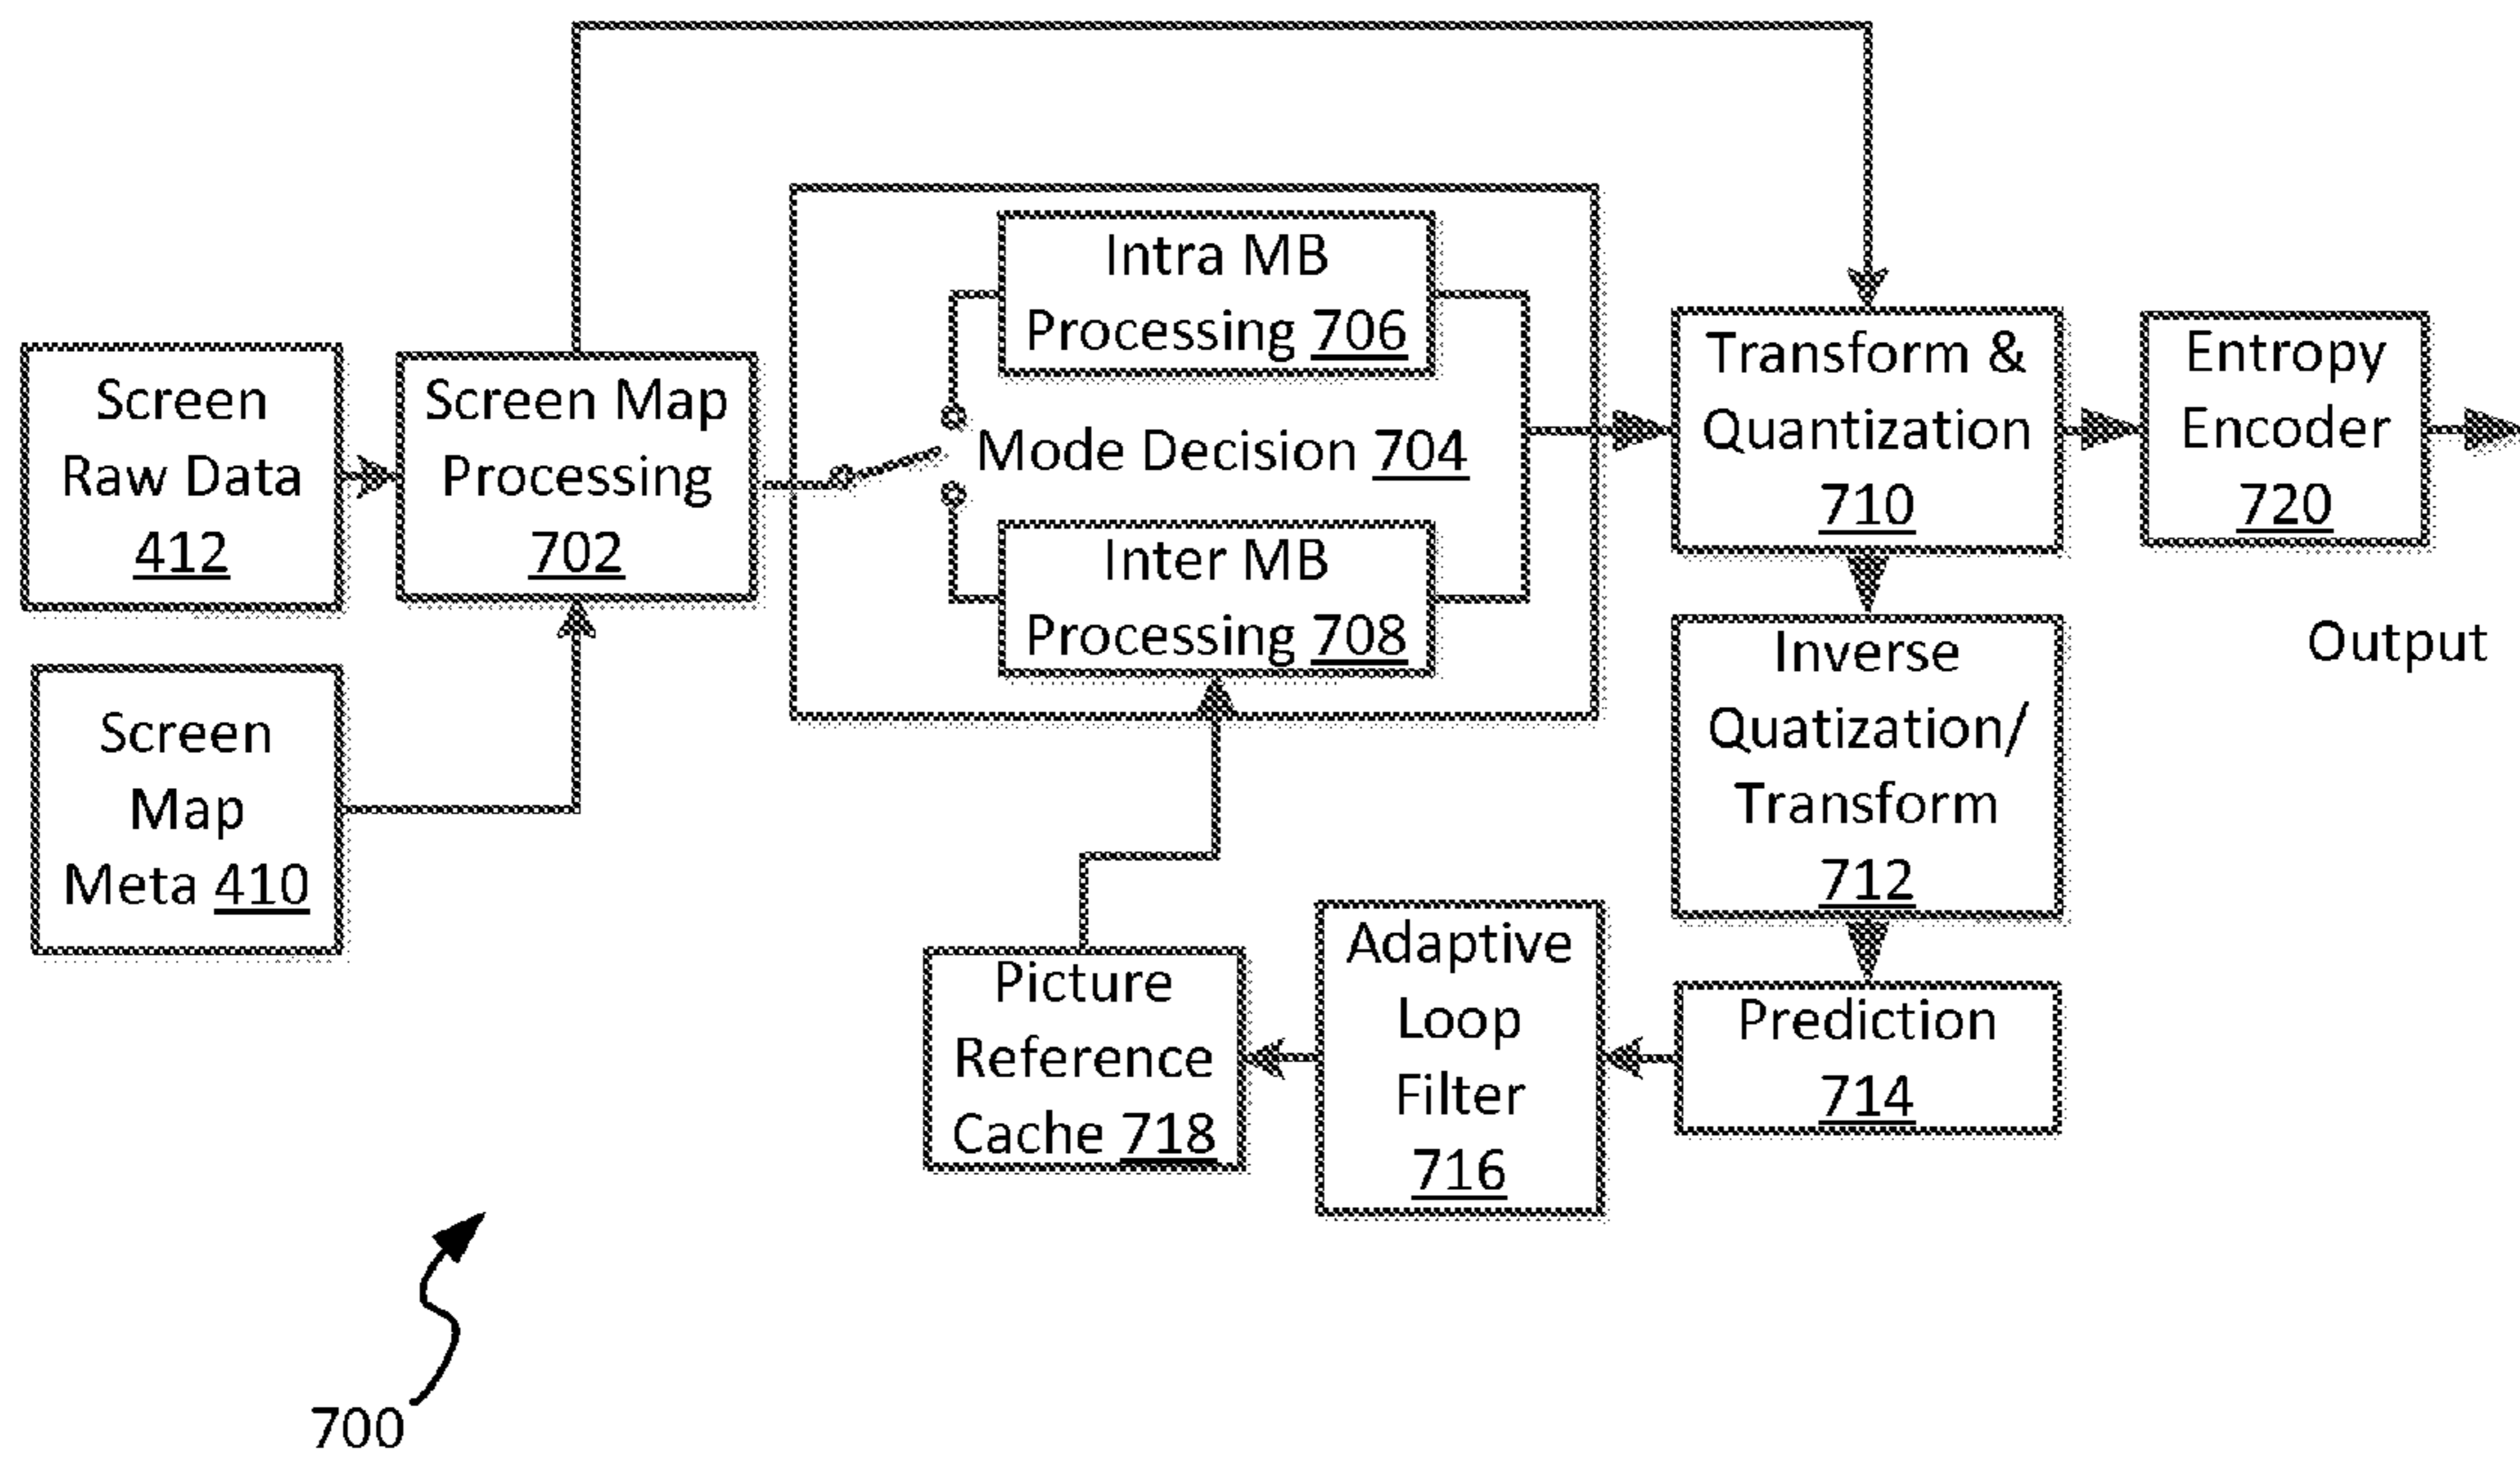 Screen
Raw Data
412
Screen
Map
Meta 410
Screen Map
Processing
702
Intra MB
Processing 706
Mode Decision 704
Inter MB
Processing 708
Transform &
Quantization
710
Entropy
Encoder
720
Output
Inverse
Quatization/
Transform
712
Prediction
714
Adaptive
Loop
Filter
716
Picture
Reference
Cache 718
700